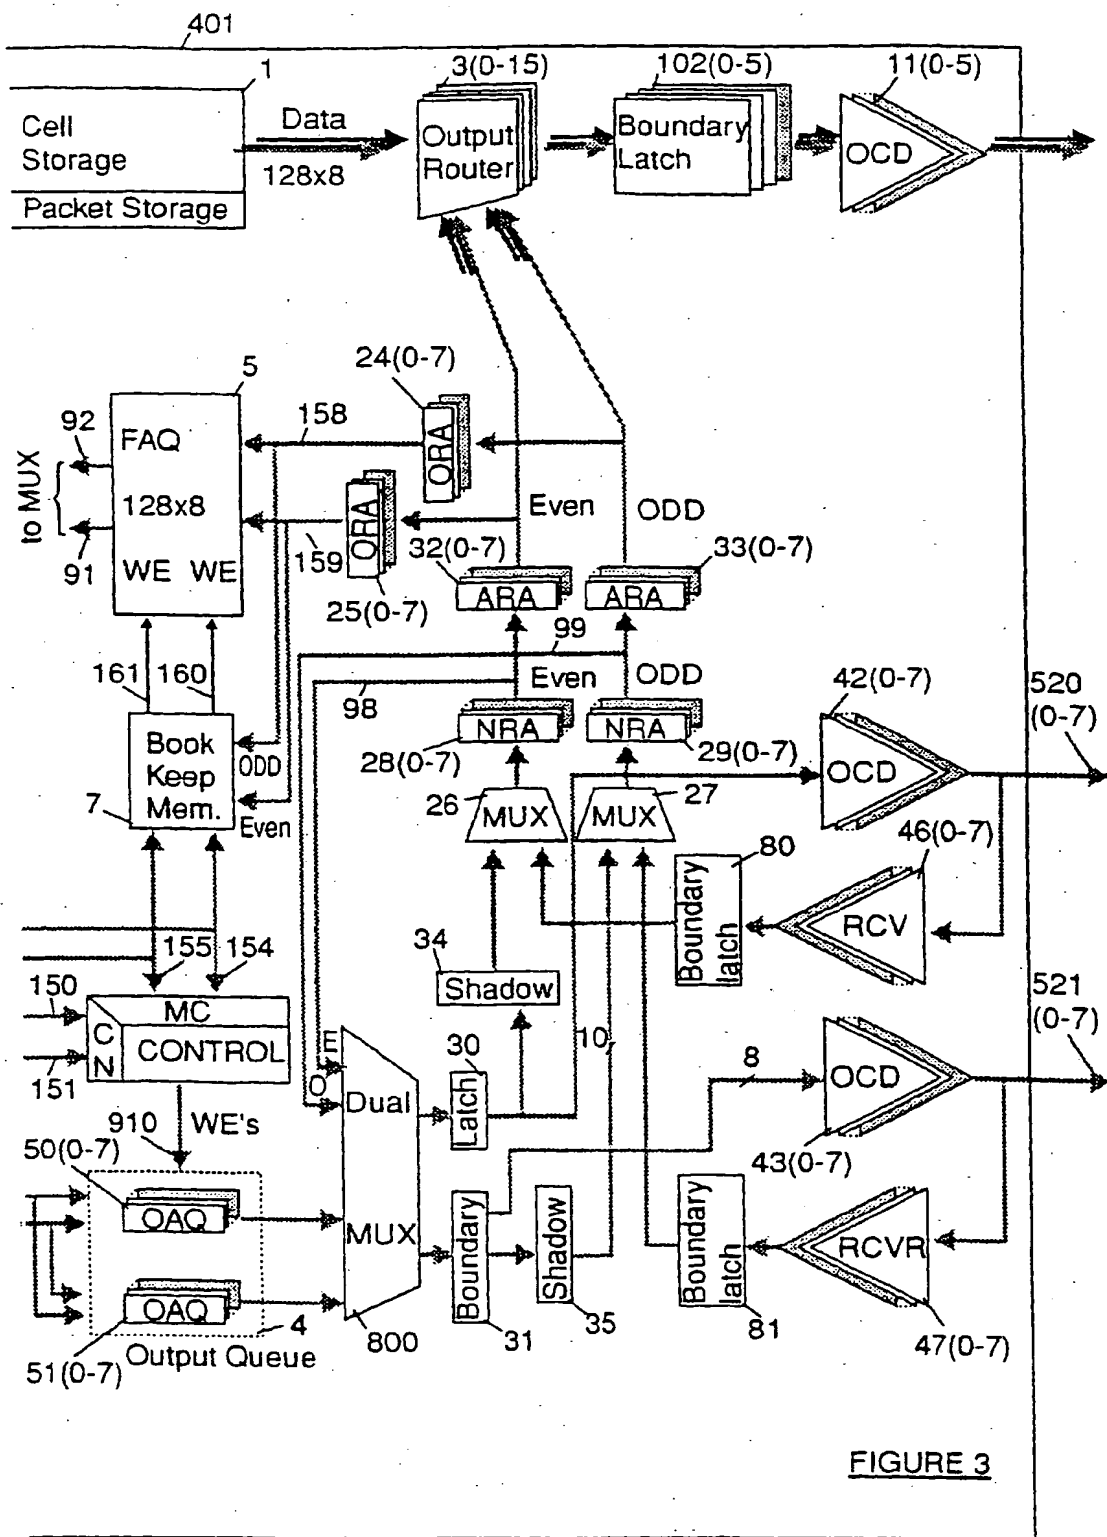 401
1
3(0-15)
102(0-5)
11(0-5)
Cell
Storage
Packet Storage
Data
128x8
Output
Router
Boundary
Latch
OCD
5
24(0-7)
92
158
FAQ
ORA
to MUX
128x8
Even
ODD
91
WE WE
159
ORA
32(0-7)
33(0-7)
25(0-7)
ARA
ARA
99
161
160
Even
ODD
98
42(0-7)
520
(0-7)
NRA
NRA
Book
Keep
Mem.
ODD
28(0-7)
29(0-7)
OCD
7
Even
26
MUX
MUX
27
80
46(0-7)
Boundary
latch
RCV
155
154
34
Shadow
150
MC
C
N
CONTROL
151
521
(0-7)
E
O
30
10
8
Dual
MUX
Latch
OCD
910
WE's
50(0-7)
43(0-7)
OAQ
Boundary
Shadow
Boundary
latch
RCVR
OAQ
4
800
31
35
81
47(0-7)
Output Queue
51(0-7)
FIGURE 3